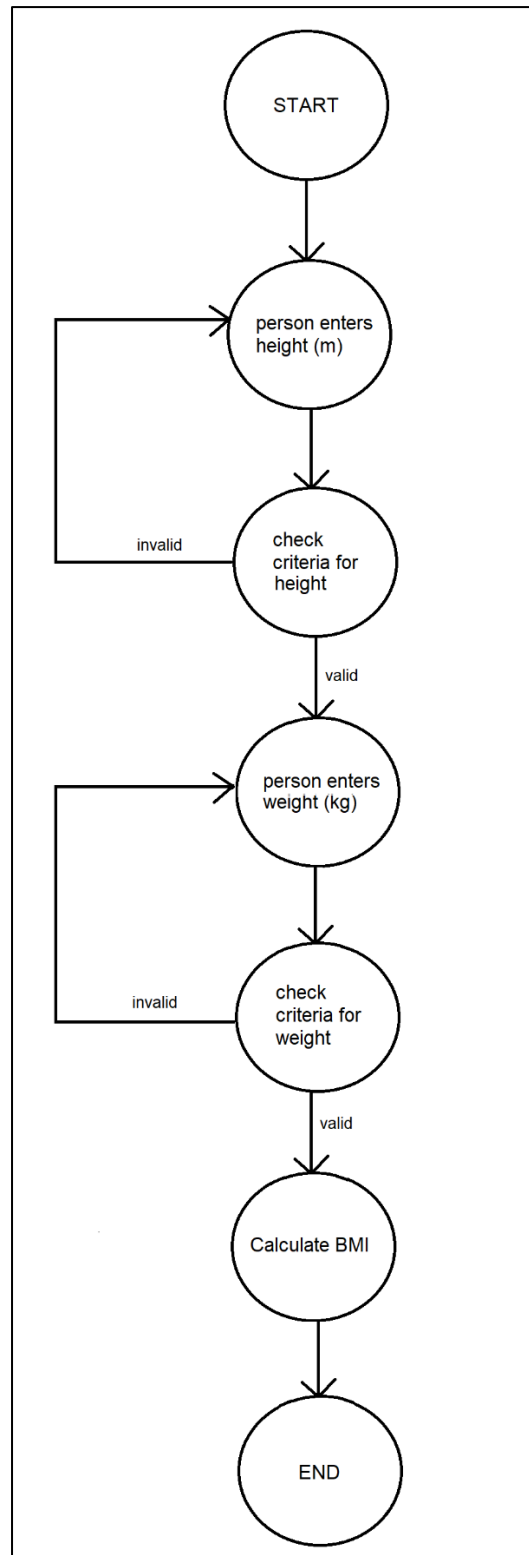 START
person enters
height (m)
invalid
check
criteria for
height
valid
person enters
weight (kg)
invalid
check
criteria for
weight
valid
Calculate BMI
END